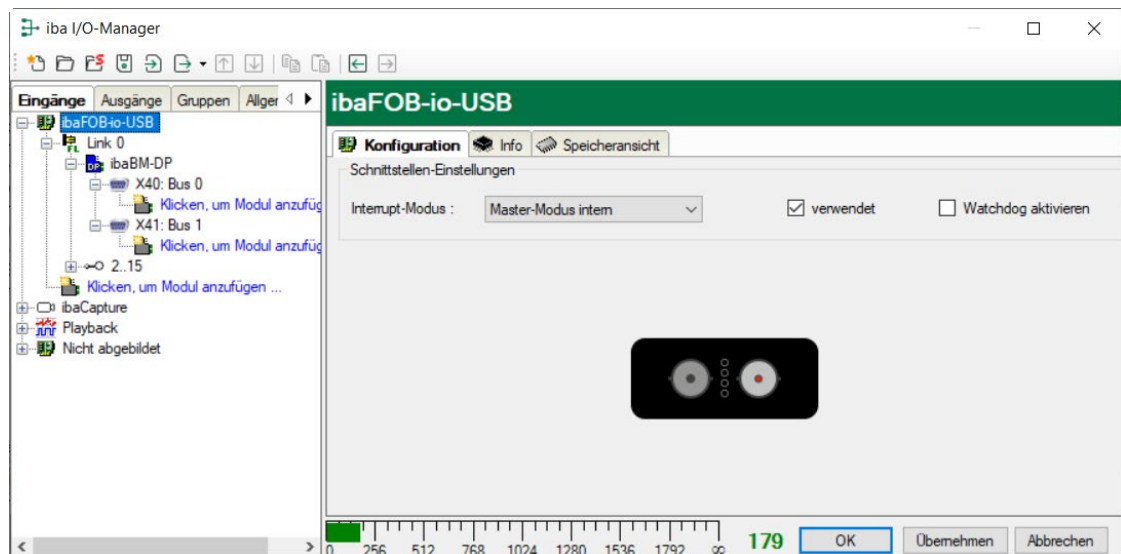 iba I/O-Manager
Eingänge Ausgänge Gruppen Allger
ibaFOB-io-USB
Link 0
ibaBM-DP
X40: Bus 0
Klicken, um Modul anzufüg
X41: Bus 1
Klicken, um Modul anzufüg
2..15
Klicken, um Modul anzufügen ...
ibaCapture
Playback
Nicht abgebildet
ibaFOB-io-USB
Konfiguration Info Speicheransicht
Schnittstellen-Einstellungen
Interrupt-Modus : Master-Modus intern verwendet Watchdog aktivieren
0 256 512 768 1024 1280 1536 1792 ∞
179 OK Übernehmen Abbrechen